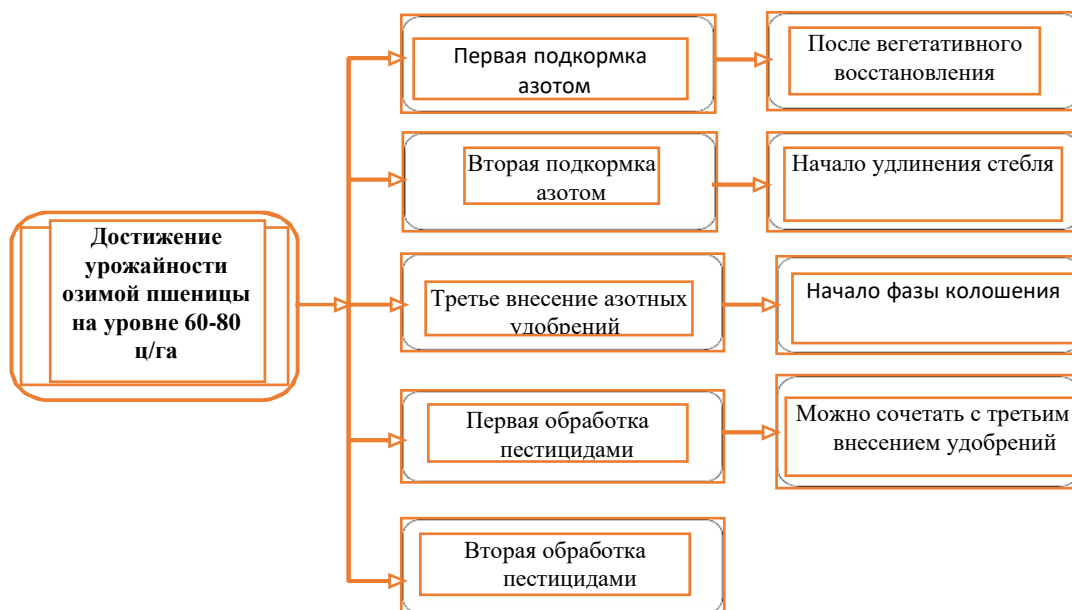 Достижение
урожайности
озимой пшеницы
на уровне 60-80
ц/га
Первая подкормка
азотом
После вегетативного
восстановления
Вторая подкормка
азотом
Начало удлинения стебля
Третье внесение азотных
удобрений
Начало фазы колошения
Первая обработка
пестицидами
Можно сочетать с третьим
внесением удобрений
Вторая обработка
пестицидами